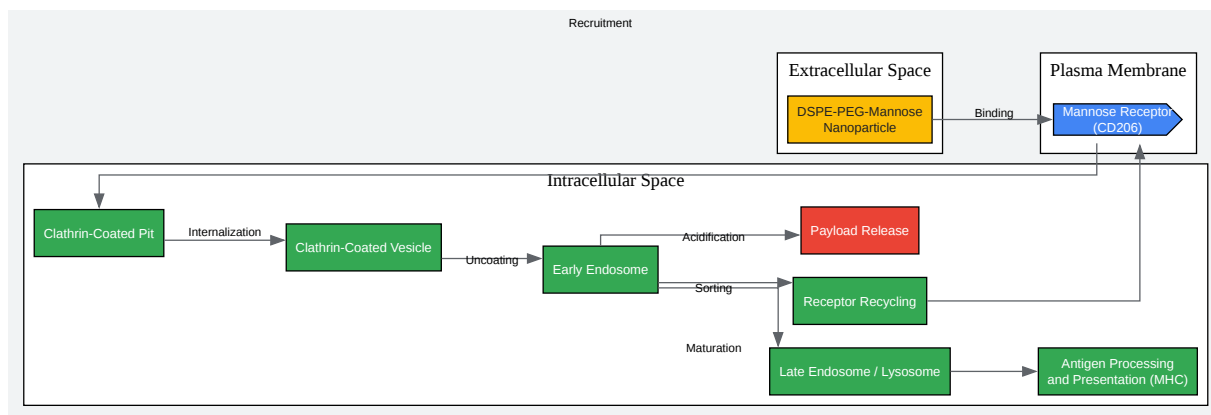 Recruitment
Extracellular Space
Plasma Membrane
DSPE-PEG-Mannose
Nanoparticle
Binding
Mannose Receptor
(CD206)
Intracellular Space
Clathrin-Coated Pit
Internalization
Clathrin-Coated Vesicle
Uncoating
Early Endosome
Acidification
Payload Release
Sorting
Receptor Recycling
Maturation
Late Endosome / Lysosome
Antigen Processing
and Presentation (MHC)